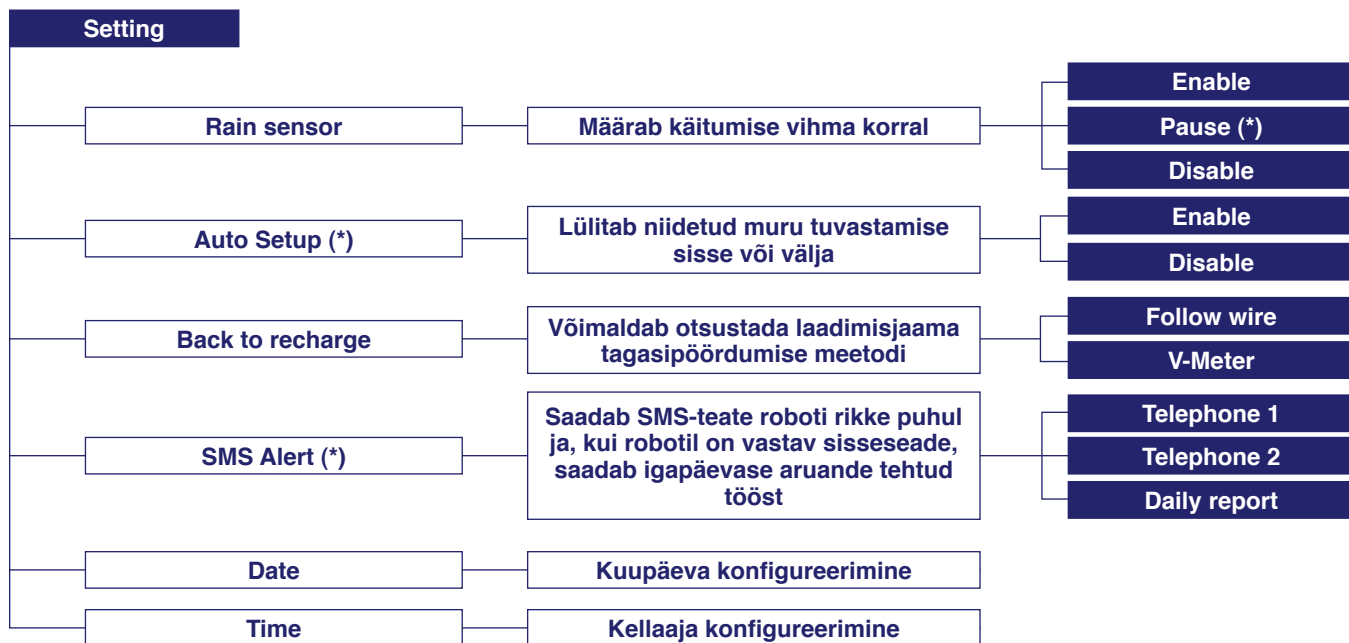 Setting
Rain sensor
Määrab käitumise vihma korral
Enable
Pause (*)
Disable
Auto Setup (*)
Lülitab niidetud muru tuvastamise
sisse või välja
Enable
Disable
Back to recharge
Võimaldab otsustada laadimisjaama
tagasipöördumise meetodi
Follow wire
V-Meter
SMS Alert (*)
Saadab SMS-teate roboti rikke puhul
ja, kui robotil on vastav sisseseade,
saadab igapäevase aruande tehtud
tööst
Telephone 1
Telephone 2
Daily report
Date
Kuupäeva konfigureerimine
Time
Kellaaja konfigureerimine